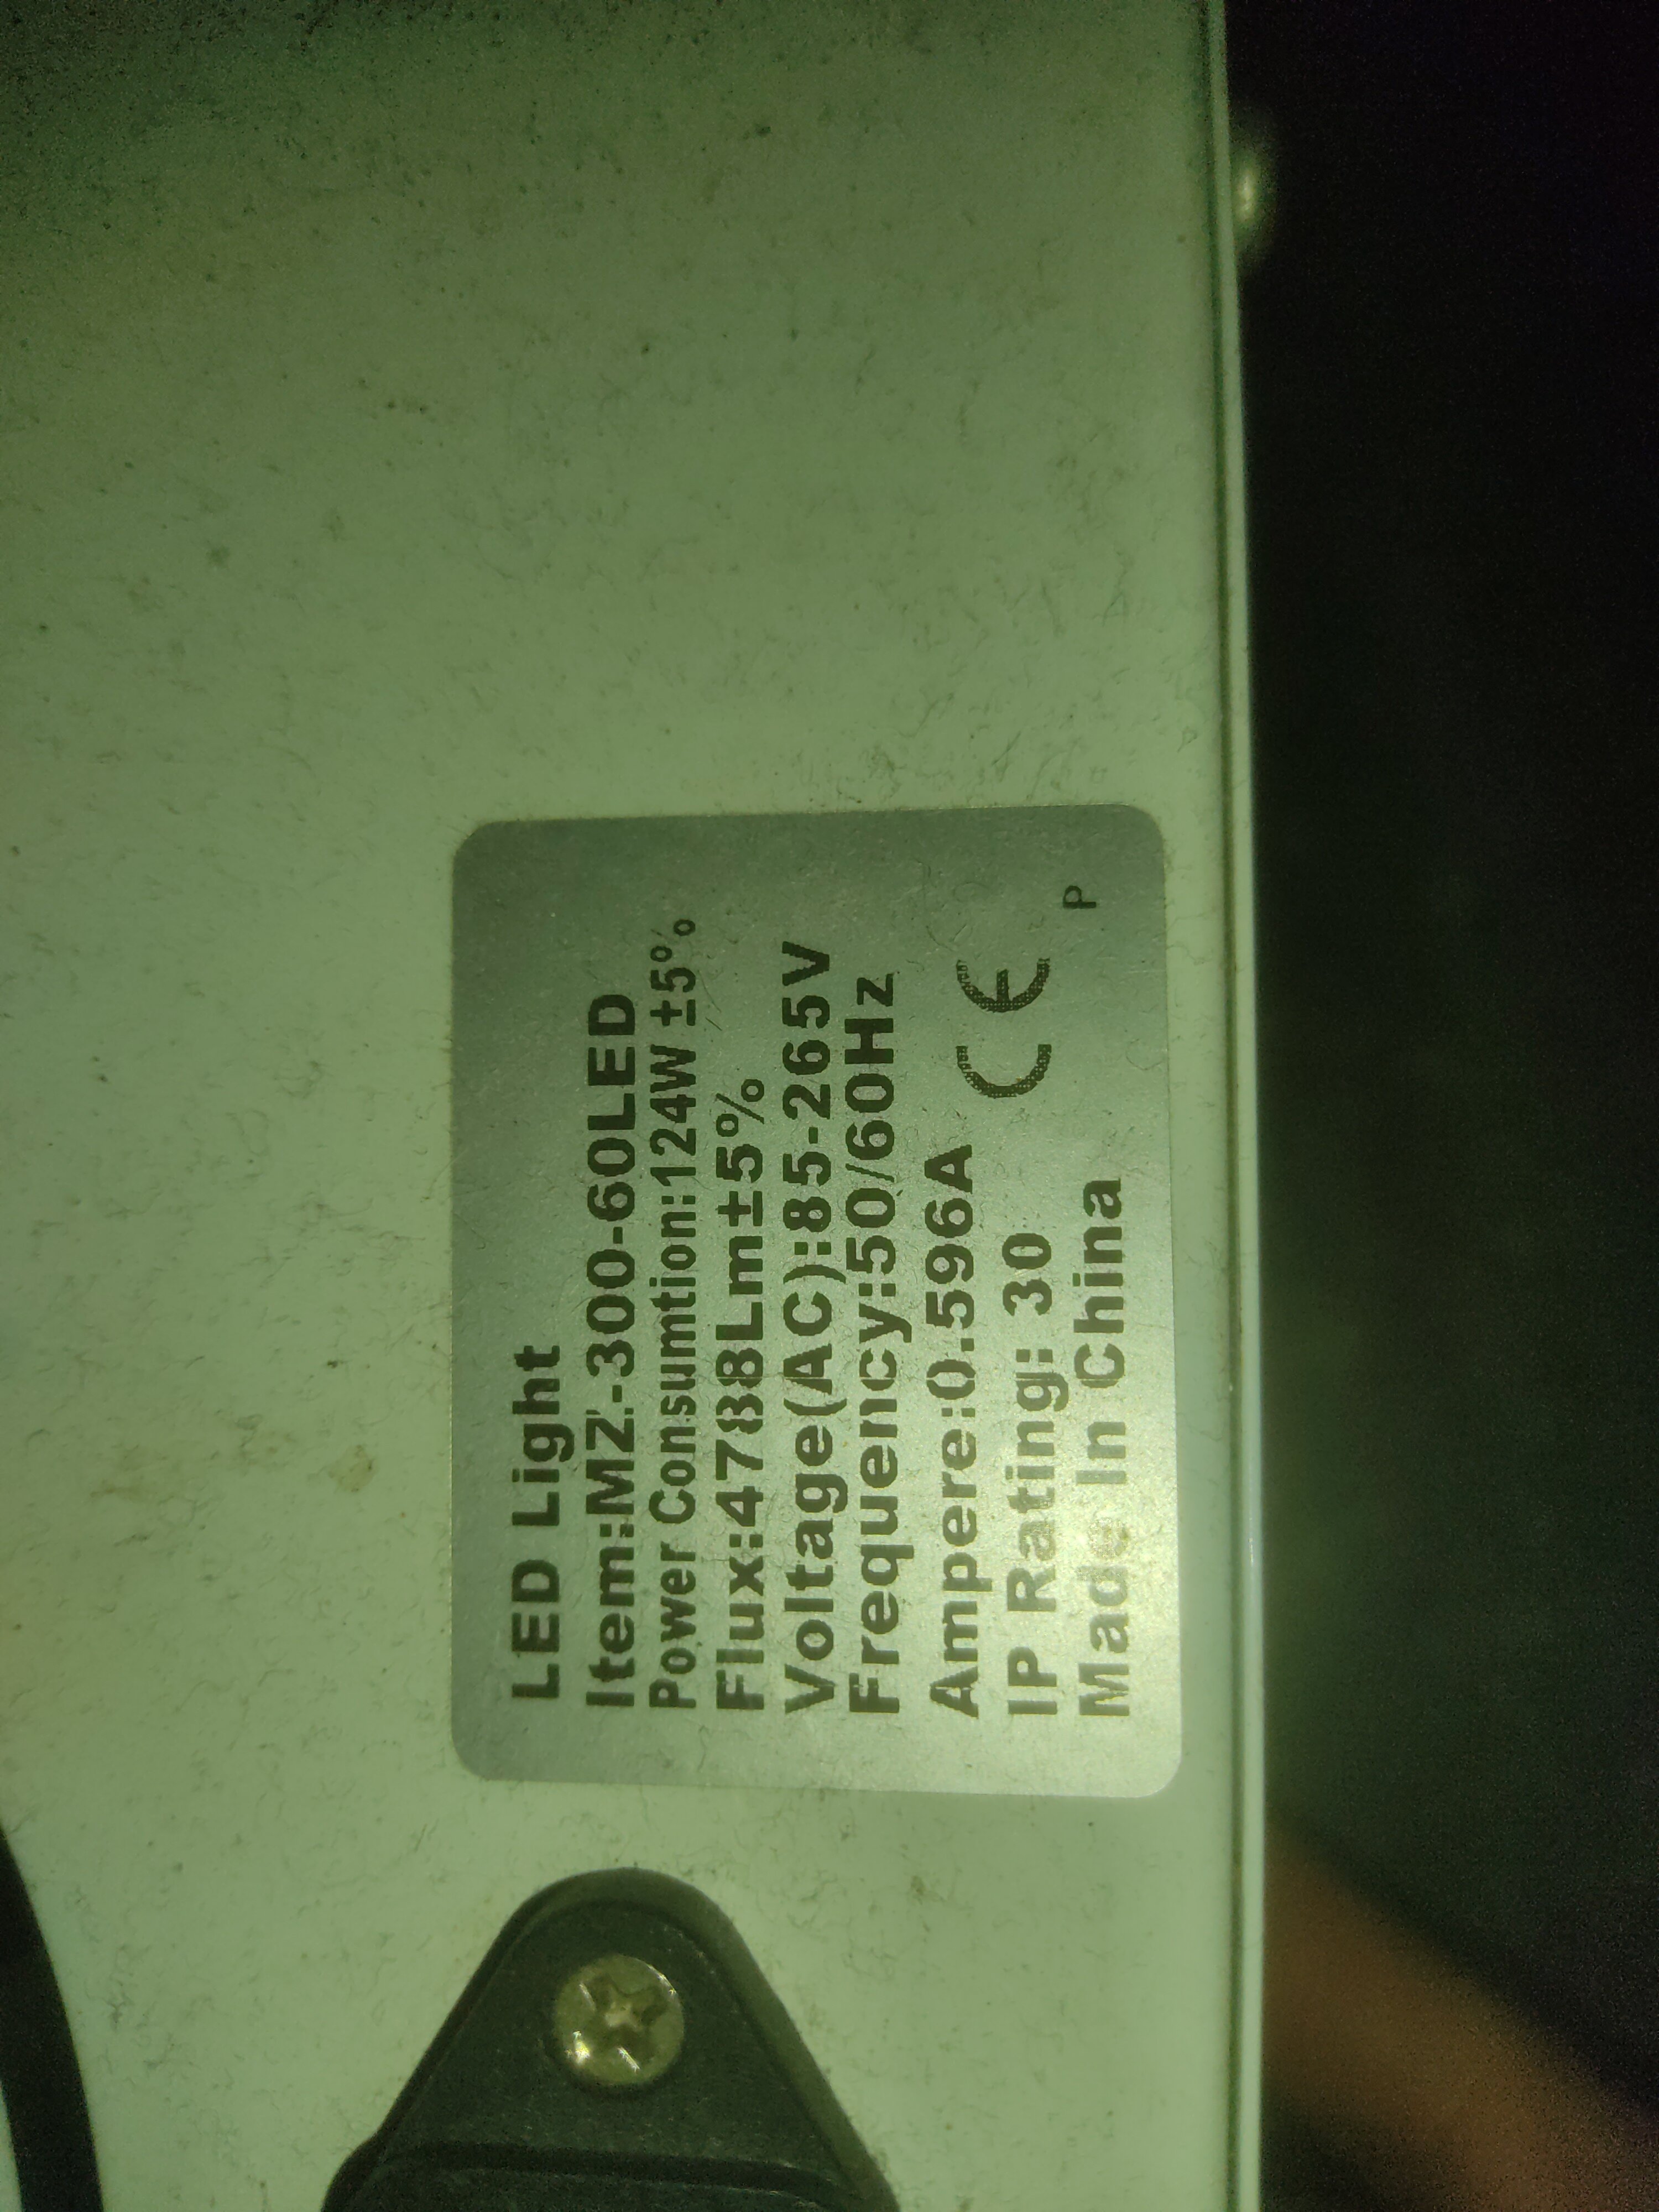 LED Light
Item:MZ-300-60LED
Power Consumtion:124W ±5%
Flux:4788Lm±5%
Voltage(AC):85-265V
Frequency:50/60Hz
Ampere:0.596A CE
IP Rating: 30
Made In China P